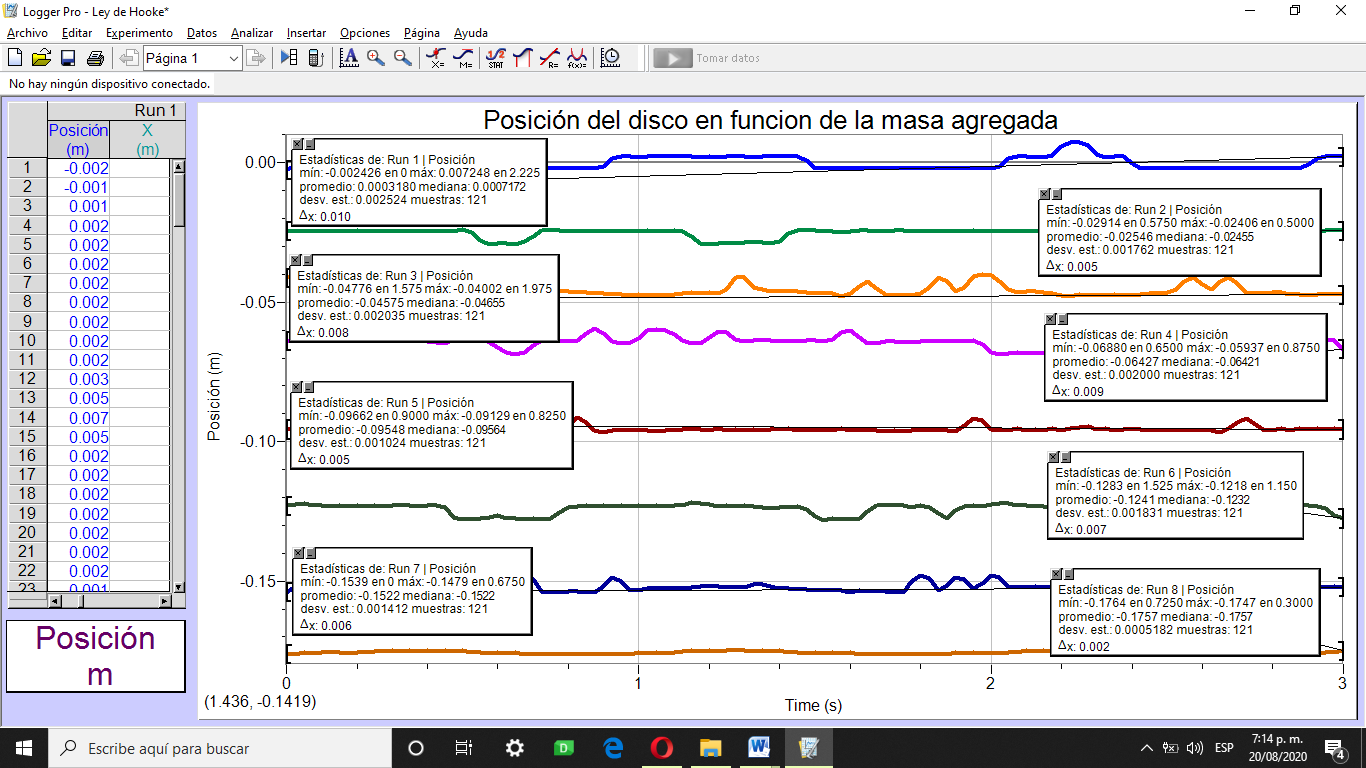 Logger Pro - Ley de Hooke*
Archivo Editar Experimento Datos Analizar Insertar Opciones Página Ayuda
Página 1
X= M= 1/2 STAT R= f(x)= Tomar datos
No hay ningún dispositivo conectado.
Run 1
Posición X
(m) (m)
1 -0.002
2 -0.001
3 0.001
4 0.002
5 0.002
6 0.002
7 0.002
8 0.002
9 0.002
10 0.002
11 0.002
12 0.003
13 0.005
14 0.007
15 0.005
16 0.002
17 0.002
18 0.002
19 0.002
20 0.002
21 0.002
22 0.002
23 0.001
Posición
m
Posición del disco en funcion de la masa agregada
Posición (m)
0.00
-0.05
-0.10
-0.15
Estadísticas de: Run 1 | Posición
mín: -0.002426 en 0 máx: 0.007248 en 2.225
promedio: 0.0003180 mediana: 0.0007172
desv. est.: 0.002524 muestras: 121
Δx: 0.010
Estadísticas de: Run 2 | Posición
mín: -0.02914 en 0.5750 máx: -0.02406 en 0.5000
promedio: -0.02546 mediana: -0.02455
desv. est.: 0.001762 muestras: 121
Δx: 0.005
Estadísticas de: Run 3 | Posición
mín: -0.04776 en 1.575 máx: -0.04002 en 1.975
promedio: -0.04575 mediana: -0.04655
desv. est.: 0.002035 muestras: 121
Δx: 0.008
Estadísticas de: Run 4 | Posición
mín: -0.06880 en 0.6500 máx: -0.05937 en 0.8750
promedio: -0.06427 mediana: -0.06421
desv. est.: 0.002000 muestras: 121
Δx: 0.009
Estadísticas de: Run 5 | Posición
mín: -0.09662 en 0.9000 máx: -0.09129 en 0.8250
promedio: -0.09548 mediana: -0.09564
desv. est.: 0.001024 muestras: 121
Δx: 0.005
Estadísticas de: Run 6 | Posición
mín: -0.1283 en 1.525 máx: -0.1218 en 1.150
promedio: -0.1241 mediana: -0.1232
desv. est.: 0.001831 muestras: 121
Δx: 0.007
Estadísticas de: Run 7 | Posición
mín: -0.1539 en 0 máx: -0.1479 en 0.6750
promedio: -0.1522 mediana: -0.1522
desv. est.: 0.001412 muestras: 121
Δx: 0.006
Estadísticas de: Run 8 | Posición
mín: -0.1764 en 0.7250 máx: -0.1747 en 0.3000
promedio: -0.1757 mediana: -0.1757
desv. est.: 0.0005182 muestras: 121
Δx: 0.002
0 1 2 3
(1.436, -0.1419)
Time (s)
Escribe aquí para buscar
D
W
ESP
7:14 p. m.
20/08/2020
4